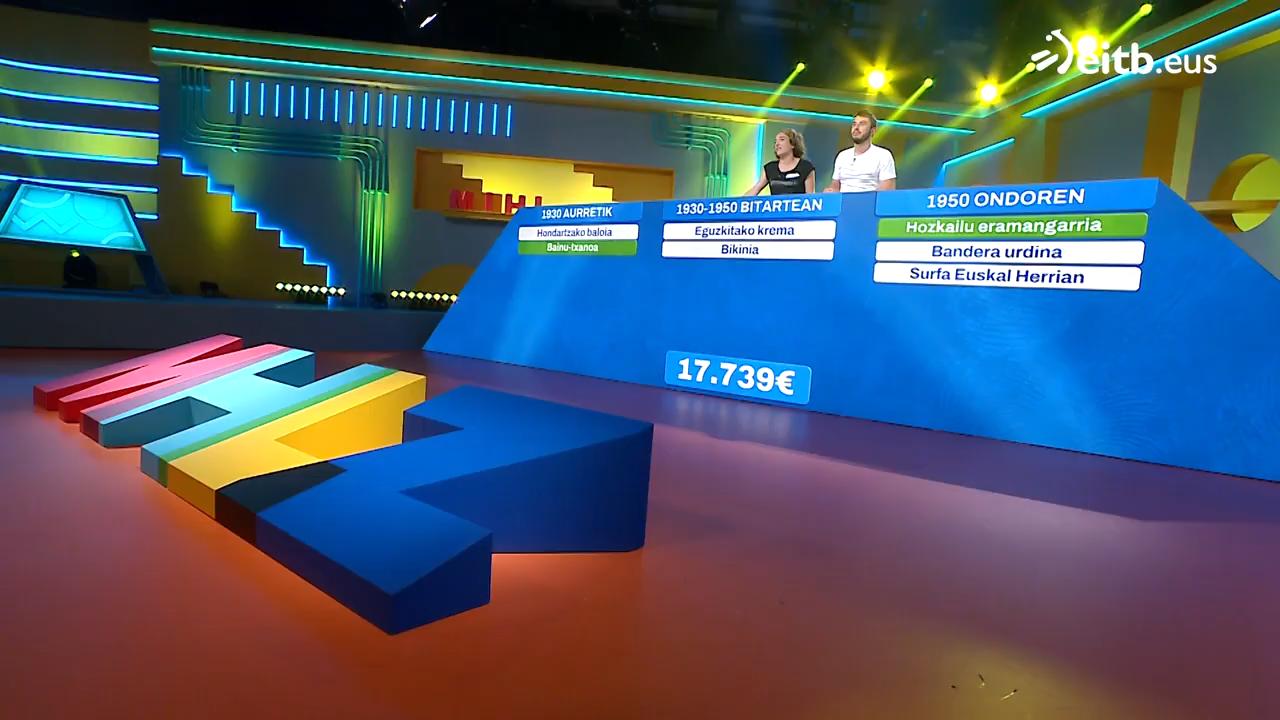 eitb.eus
1930 AURRETIK
Hondartzako baloia
Bainu-txanoa
1930-1950 BITARTEAN
Eguzkitako krema
Bikinia
1950 ONDOREN
Hozkailu eramangarria
Bandera urdina
Surfa Euskal Herrian
17.739€